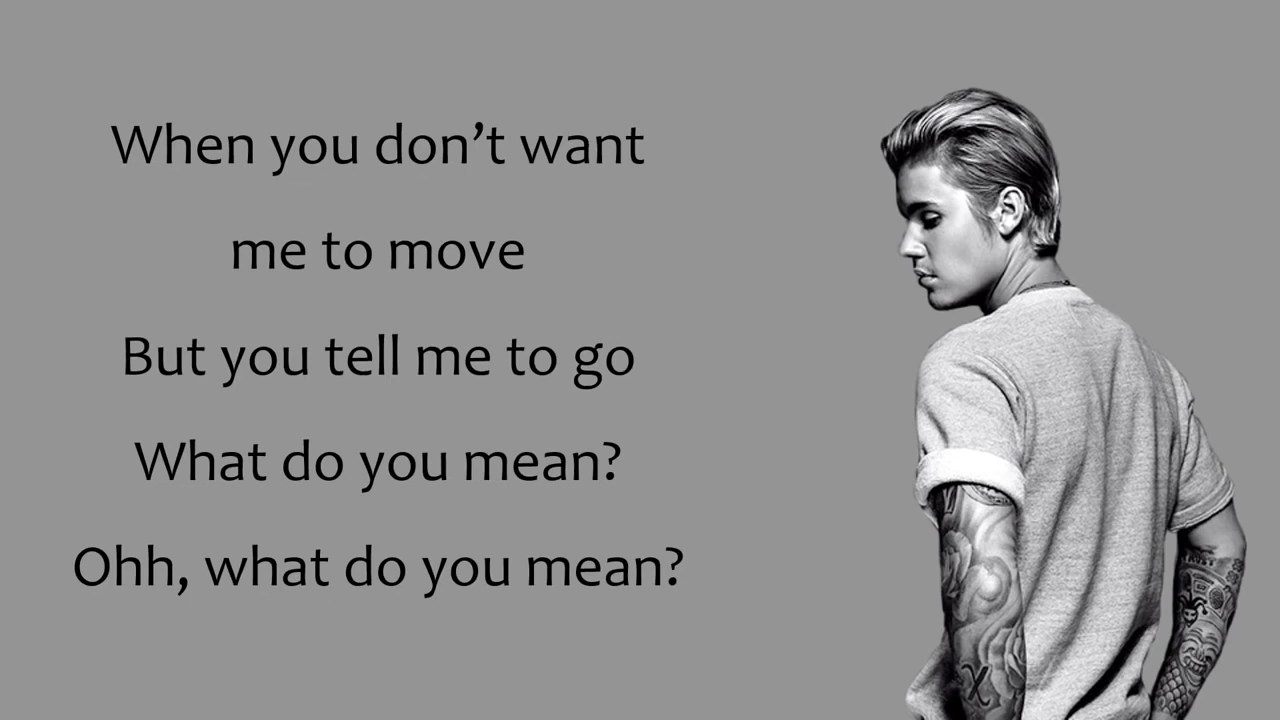 When you don’t want
me to move
But you tell me to go
What do you mean?
Ohh, what do you mean?